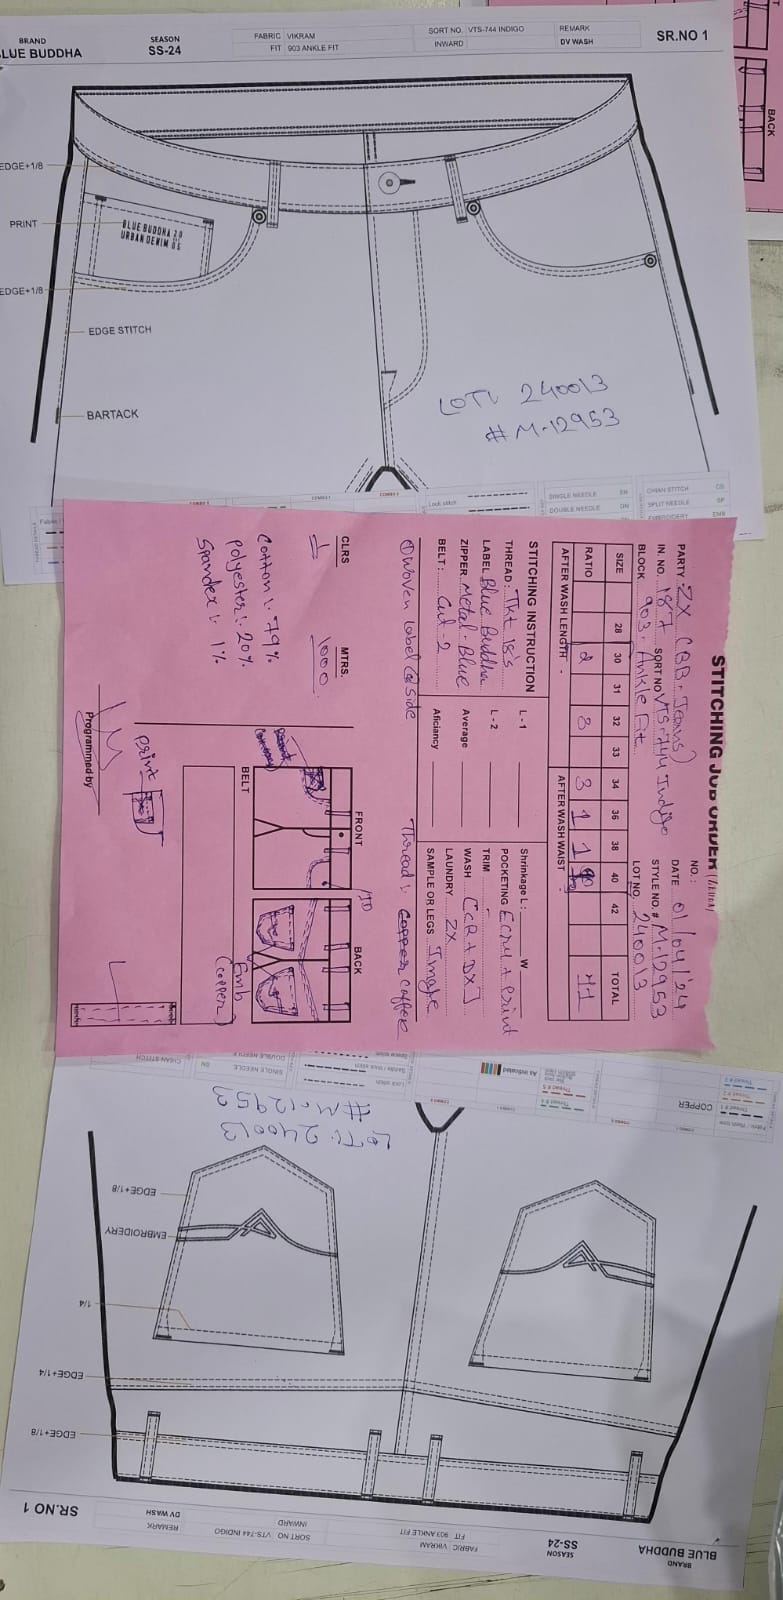 BACK
SR.NO 1
REMARK
DV WASH
SORT NO. VTS-744 INDIGO
INWARD
FABRIC VIKRAM
FIT 903 ANKLE FIT
SEASON
SS-24
BRAND
BLUE BUDDHA
LOT:. 240013
# M-12953
BLUE BUDDHA 2.0
URBAN DENIM
EDGE+1/8
PRINT
EDGE+1/8
EDGE STITCH
BARTACK
STITCHING JOB ORDER
PARTY: ZX (BB-Jeans)
NO.:
DATE 01/04/'24
IN. NO. 187 SORT NO VTS-744 Indigo
STYLE NO. # M-12953
BLOCK 903-Ankle Fit
LOT NO. 240013
SIZE 28 30 31 32 33 34 36 38 40 42 TOTAL
RATIO 2 3 3 1 1
AFTER WASH LENGTH - AFTER WASH WAIST -
STITCHING INSTRUCTION
THREAD: Tkt 18's
LABEL Blue Buddha
ZIPPER Metal-Blue
BELT: Cut-2
L-1
L-2
Average
Aficiancy
Shrinkage L: W
POCKETING Ecru + Print
TRIM -
WASH [CR + DX]
LAUNDRY ZX
SAMPLE OR LEGS Image
① Woven Label @ side
Thread:. Copper Coffee
CLRS
1
MTRS.
1000
Cotton:. 79%
Polyester:. 20%
Spandex:. 1%
FRONT
BACK
BELT
Emb
(copper)
Print
Programmed by
COPPER
As indicated
BRAND
BLUE BUDDHA
SEASON
SS-24
FABRIC VIKRAM
FIT 903 ANKLE FIT
SORT NO VTS-744 INDIGO
INWARD
REMARK
DV WASH
SR.NO 1
LOT:. 240013
# M-12953
EDGE+1/8
EMBROIDERY
1/4
EDGE+1/4
EDGE+1/8